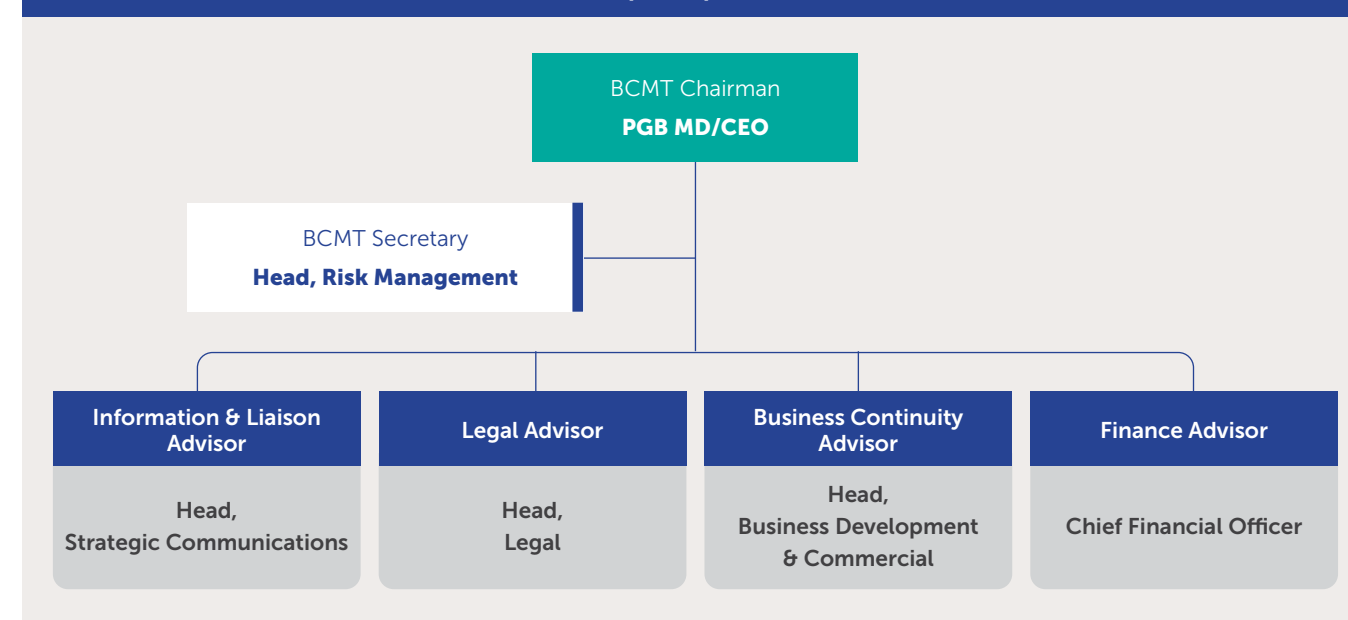 BCMT Chairman
PGB MD/CEO
BCMT Secretary
Head, Risk Management
Information & Liaison
Advisor
Legal Advisor
Business Continuity
Advisor
Finance Advisor
Head,
Strategic Communications
Head,
Legal
Head,
Business Development
& Commercial
Chief Financial Officer